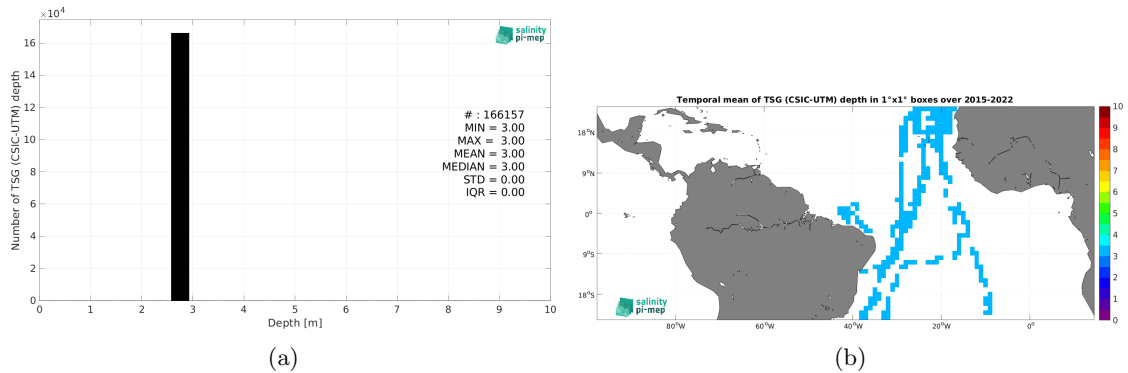 ×10⁴
16
14
12
10
8
6
4
2
0
Number of TSG (CSIC-UTM) depth
salinity
pi-mep
# : 166157
MIN = 3.00
MAX = 3.00
MEAN = 3.00
MEDIAN = 3.00
STD = 0.00
IQR = 0.00
0 1 2 3 4 5 6 7 8 9 10
Depth [m]
(a)
Temporal mean of TSG (CSIC-UTM) depth in 1°x1° boxes over 2015-2022
18°N
9°N
0°
9°S
18°S
salinity
pi-mep
80°W 60°W 40°W 20°W 0°
10
9
8
7
6
5
4
3
2
1
0
(b)